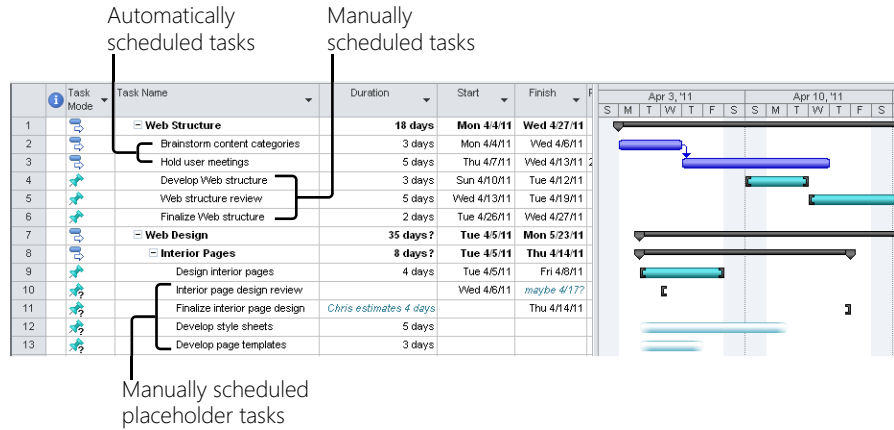 Automatically
scheduled tasks
Manually
scheduled tasks
Task Mode Task Name Duration Start Finish Apr 3, '11 Apr 10, '11
S M T W T F S S M T W T F S
1 Web Structure 18 days Mon 4/4/11 Wed 4/27/11
2 Brainstorm content categories 3 days Mon 4/4/11 Wed 4/6/11
3 Hold user meetings 5 days Thu 4/7/11 Wed 4/13/11 2
4 Develop Web structure 3 days Sun 4/10/11 Tue 4/12/11
5 Web structure review 5 days Wed 4/13/11 Tue 4/19/11
6 Finalize Web structure 2 days Tue 4/26/11 Wed 4/27/11
7 Web Design 35 days? Tue 4/5/11 Mon 5/23/11
8 Interior Pages 8 days? Tue 4/5/11 Thu 4/14/11
9 Design interior pages 4 days Tue 4/5/11 Fri 4/8/11
10 Interior page design review Wed 4/6/11 maybe 4/17?
11 Finalize interior page design Chris estimates 4 days Thu 4/14/11
12 Develop style sheets 5 days
13 Develop page templates 3 days
Manually scheduled
placeholder tasks